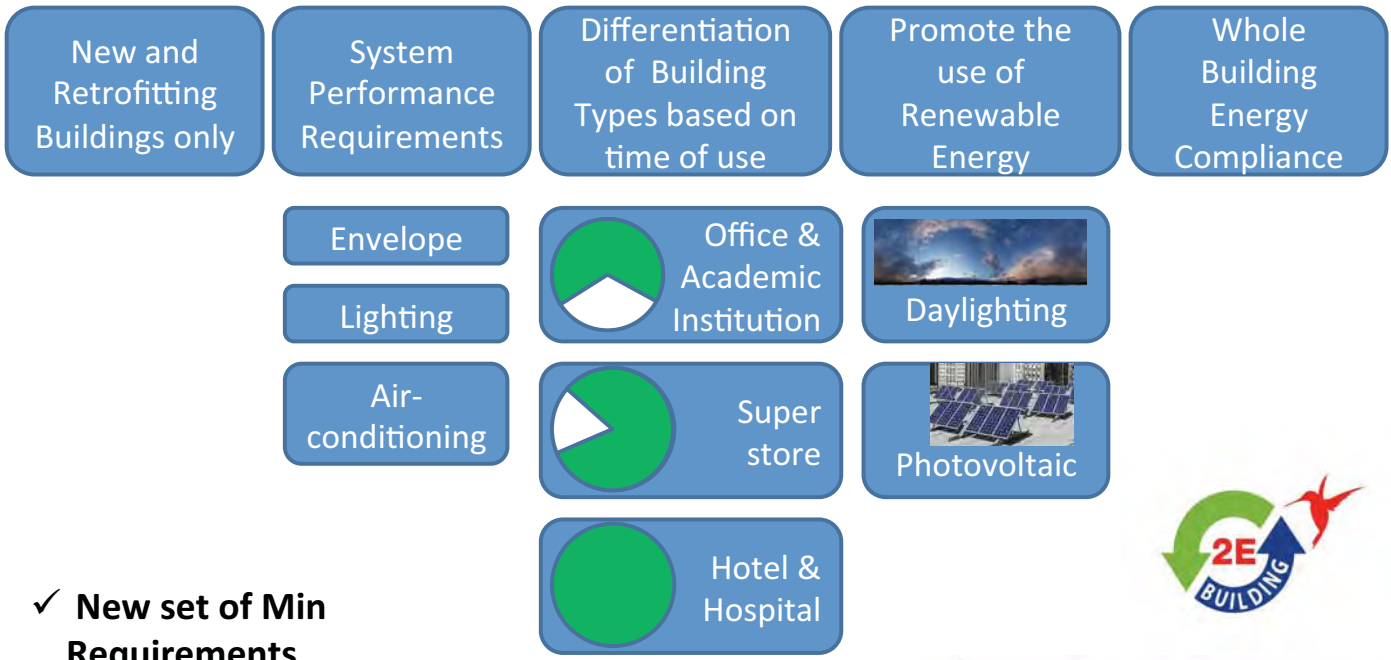 New and
Retrofitting
Buildings only
System
Performance
Requirements
Differentiation
of Building
Types based on
time of use
Promote the
use of
Renewable
Energy
Whole
Building
Energy
Compliance
Envelope
Lighting
Air-
conditioning
Office &
Academic
Institution
Super
store
Hotel &
Hospital
Daylighting
Photovoltaic
2E
BUILDING
✓ New set of Min
Requirements